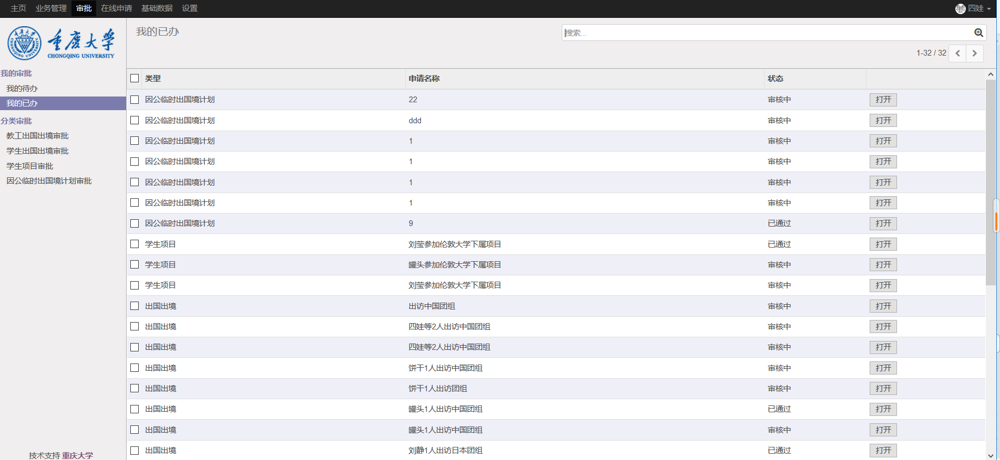 主页 业务管理 审批 在线申请 基础数据 设置 四娃
重庆大学
CHONGQING UNIVERSITY
我的审批
我的待办
我的已办
分类审批
教工出国出境审批
学生出国出境审批
学生项目审批
因公临时出国境计划审批
技术支持 重庆大学
我的已办
搜索...
1-32 / 32
类型 申请名称 状态
因公临时出国境计划 22 审核中 打开
因公临时出国境计划 ddd 审核中 打开
因公临时出国境计划 1 审核中 打开
因公临时出国境计划 1 审核中 打开
因公临时出国境计划 1 审核中 打开
因公临时出国境计划 1 审核中 打开
因公临时出国境计划 9 已通过 打开
学生项目 刘莹参加伦敦大学下属项目 已通过 打开
学生项目 罐头参加伦敦大学下属项目 审核中 打开
学生项目 刘莹参加伦敦大学下属项目 审核中 打开
出国出境 出访中国团组 审核中 打开
出国出境 四娃等2人出访中国团组 审核中 打开
出国出境 四娃等2人出访中国团组 审核中 打开
出国出境 饼干1人出访中国团组 审核中 打开
出国出境 饼干1人出访团组 审核中 打开
出国出境 罐头1人出访中国团组 已通过 打开
出国出境 罐头1人出访中国团组 审核中 打开
出国出境 刘静1人出访日本团组 已通过 打开